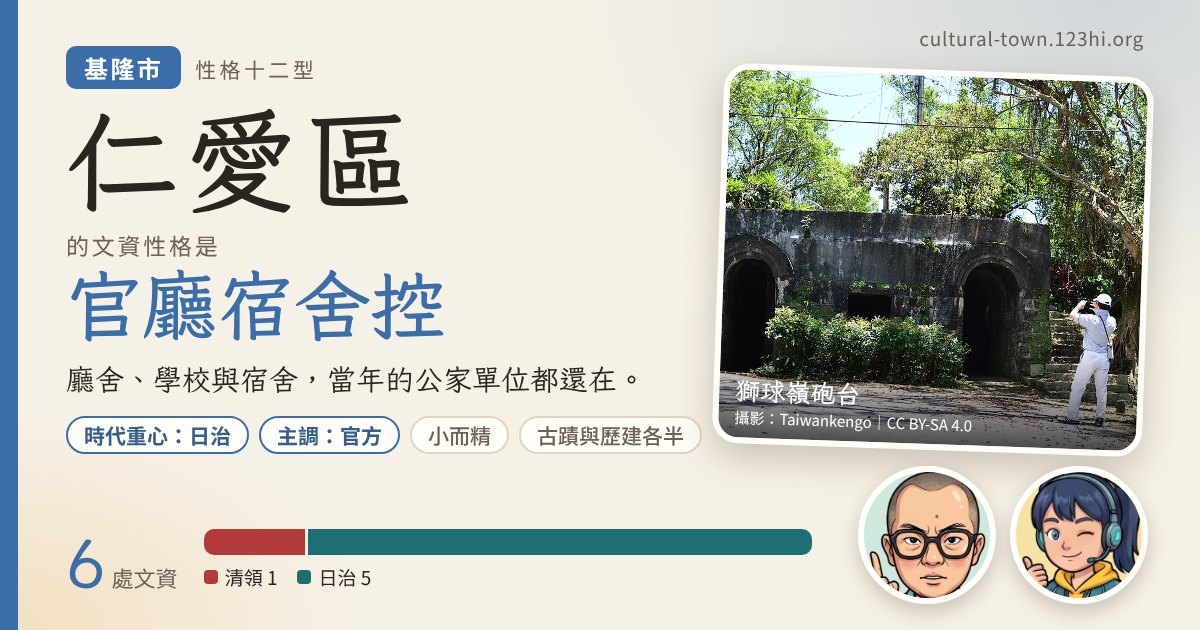 基隆市 性格十二型
cultural-town.123hi.org
仁愛區
的文資性格是
官廳宿舍控
廳舍、學校與宿舍，當年的公家單位都還在。
時代重心：日治 主調：官方 小而精 古蹟與歷建各半
獅球嶺砲台
攝影：Taiwankengo｜CC BY-SA 4.0
6 處文資
清領 1 日治 5